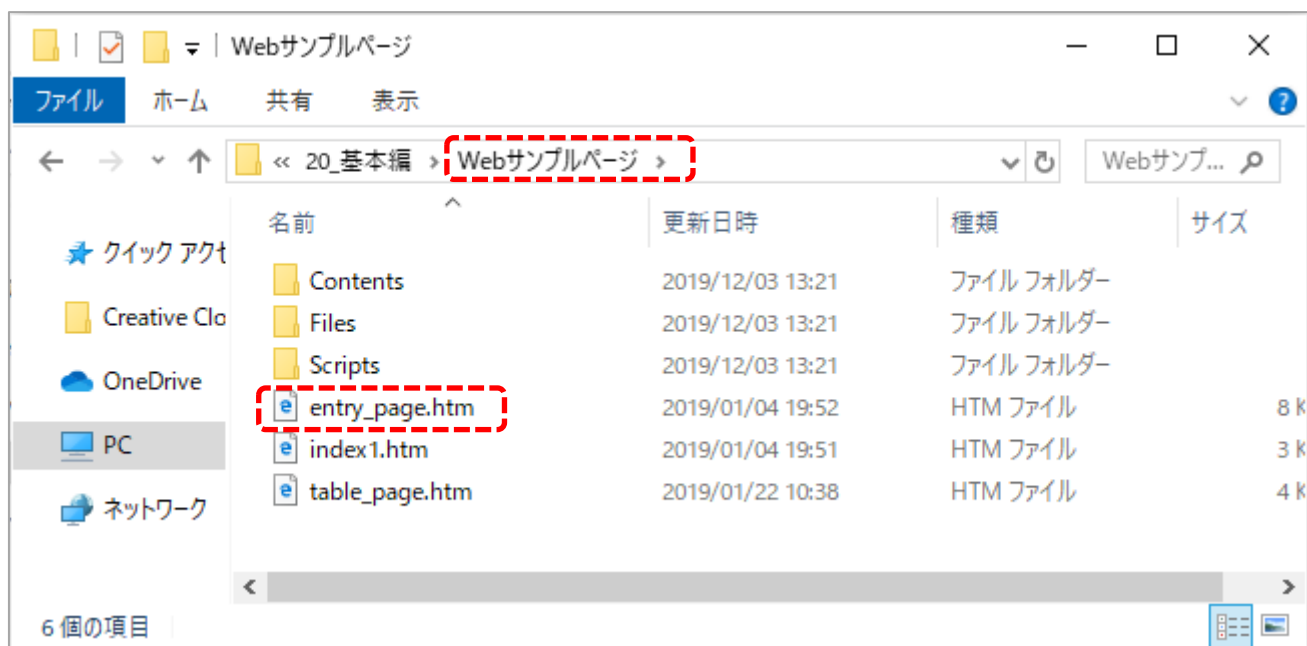 Webサンプルページ
ファイル ホーム 共有 表示
« 20_基本編 › Webサンプルページ › Webサンプ...
名前 更新日時 種類 サイズ
クイック アクセ
Contents 2019/12/03 13:21 ファイル フォルダー
Creative Clo
Files 2019/12/03 13:21 ファイル フォルダー
Scripts 2019/12/03 13:21 ファイル フォルダー
OneDrive
entry_page.htm 2019/01/04 19:52 HTM ファイル 8 K
PC
index1.htm 2019/01/04 19:51 HTM ファイル 3 K
table_page.htm 2019/01/22 10:38 HTM ファイル 4 K
ネットワーク
6 個の項目